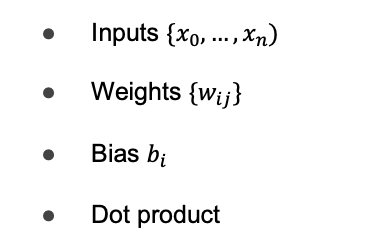 ● Inputs {x₀, … , xₙ)
● Weights {wᵢⱼ}
● Bias bᵢ
● Dot product